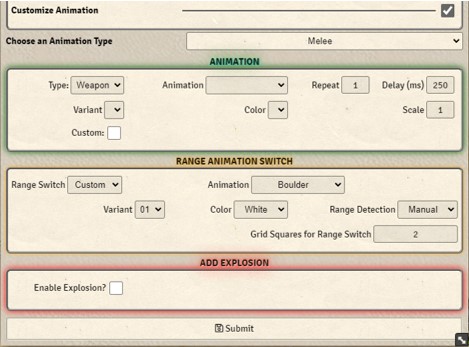 Customize Animation
Choose an Animation Type Melee
ANIMATION
Type: Weapon Animation Repeat 1 Delay (ms) 250
Variant Color Scale 1
Custom:
RANGE ANIMATION SWITCH
Range Switch Custom Animation Boulder
Variant 01 Color White Range Detection Manual
Grid Squares for Range Switch 2
ADD EXPLOSION
Enable Explosion?
Submit